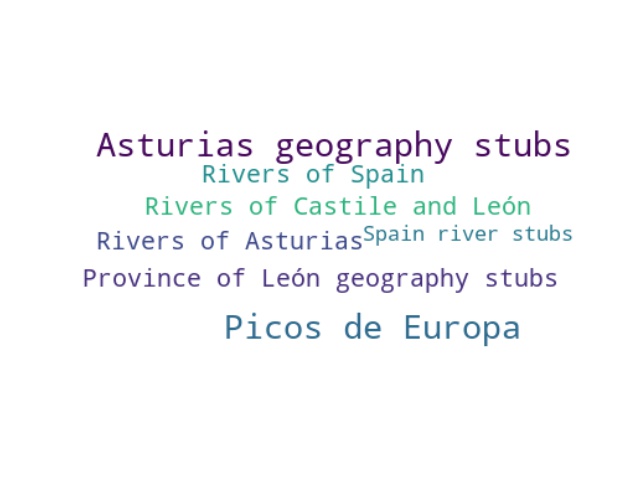 Asturias geography stubs
Rivers of Spain
Rivers of Castile and León
Rivers of Asturias
Spain river stubs
Province of León geography stubs
Picos de Europa